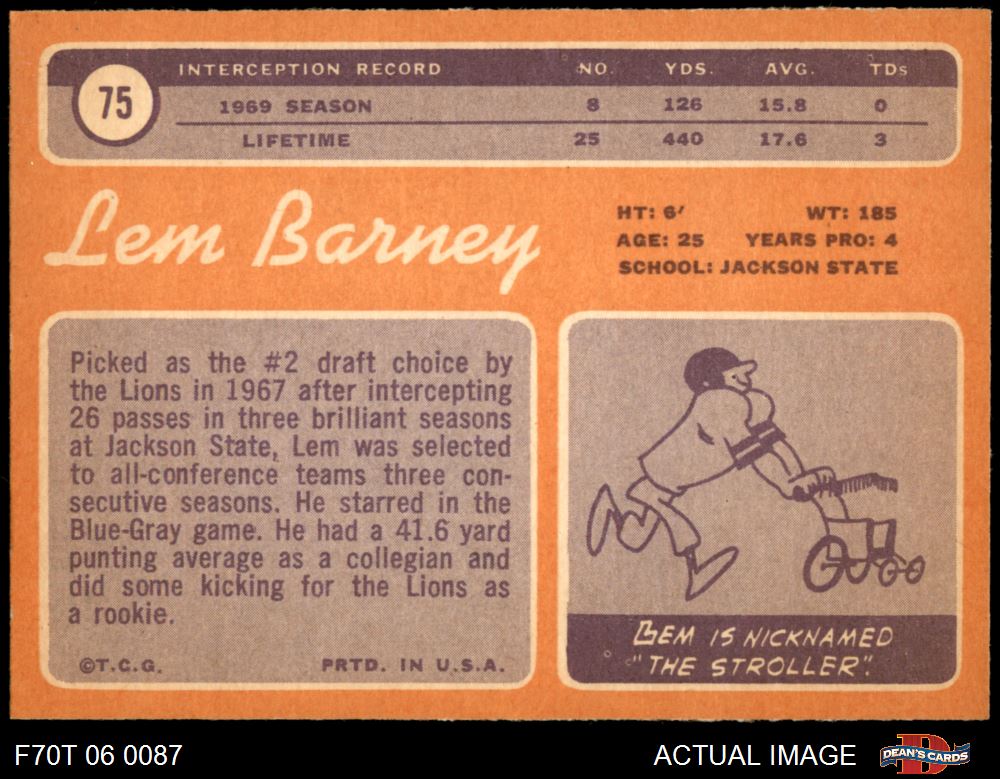 75
INTERCEPTION RECORD NO. YDS. AVG. TDs
1969 SEASON 8 126 15.8 0
LIFETIME 25 440 17.6 3
Lem Barney
HT: 6′ WT: 185
AGE: 25 YEARS PRO: 4
SCHOOL: JACKSON STATE
Picked as the #2 draft choice by
the Lions in 1967 after intercepting
26 passes in three brilliant seasons
at Jackson State, Lem was selected
to all-conference teams three con-
secutive seasons. He starred in the
Blue-Gray game. He had a 41.6 yard
punting average as a collegian and
did some kicking for the Lions as
a rookie.
©T.C.G. PRTD. IN U.S.A.
LEM IS NICKNAMED
"THE STROLLER".
F70T 06 0087
ACTUAL IMAGE
DEAN'S CARDS